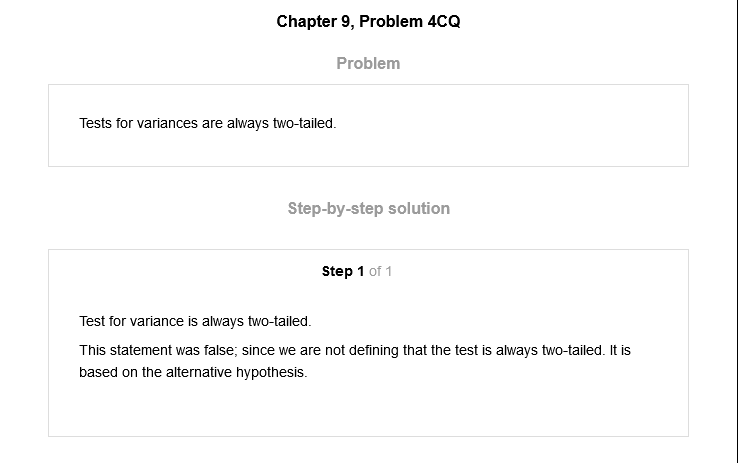 Chapter 9, Problem 4CQ
Problem
Tests for variances are always two-tailed.
Step-by-step solution
Step 1 of 1
Test for variance is always two-tailed.
This statement was false; since we are not defining that the test is always two-tailed. It is
based on the alternative hypothesis.